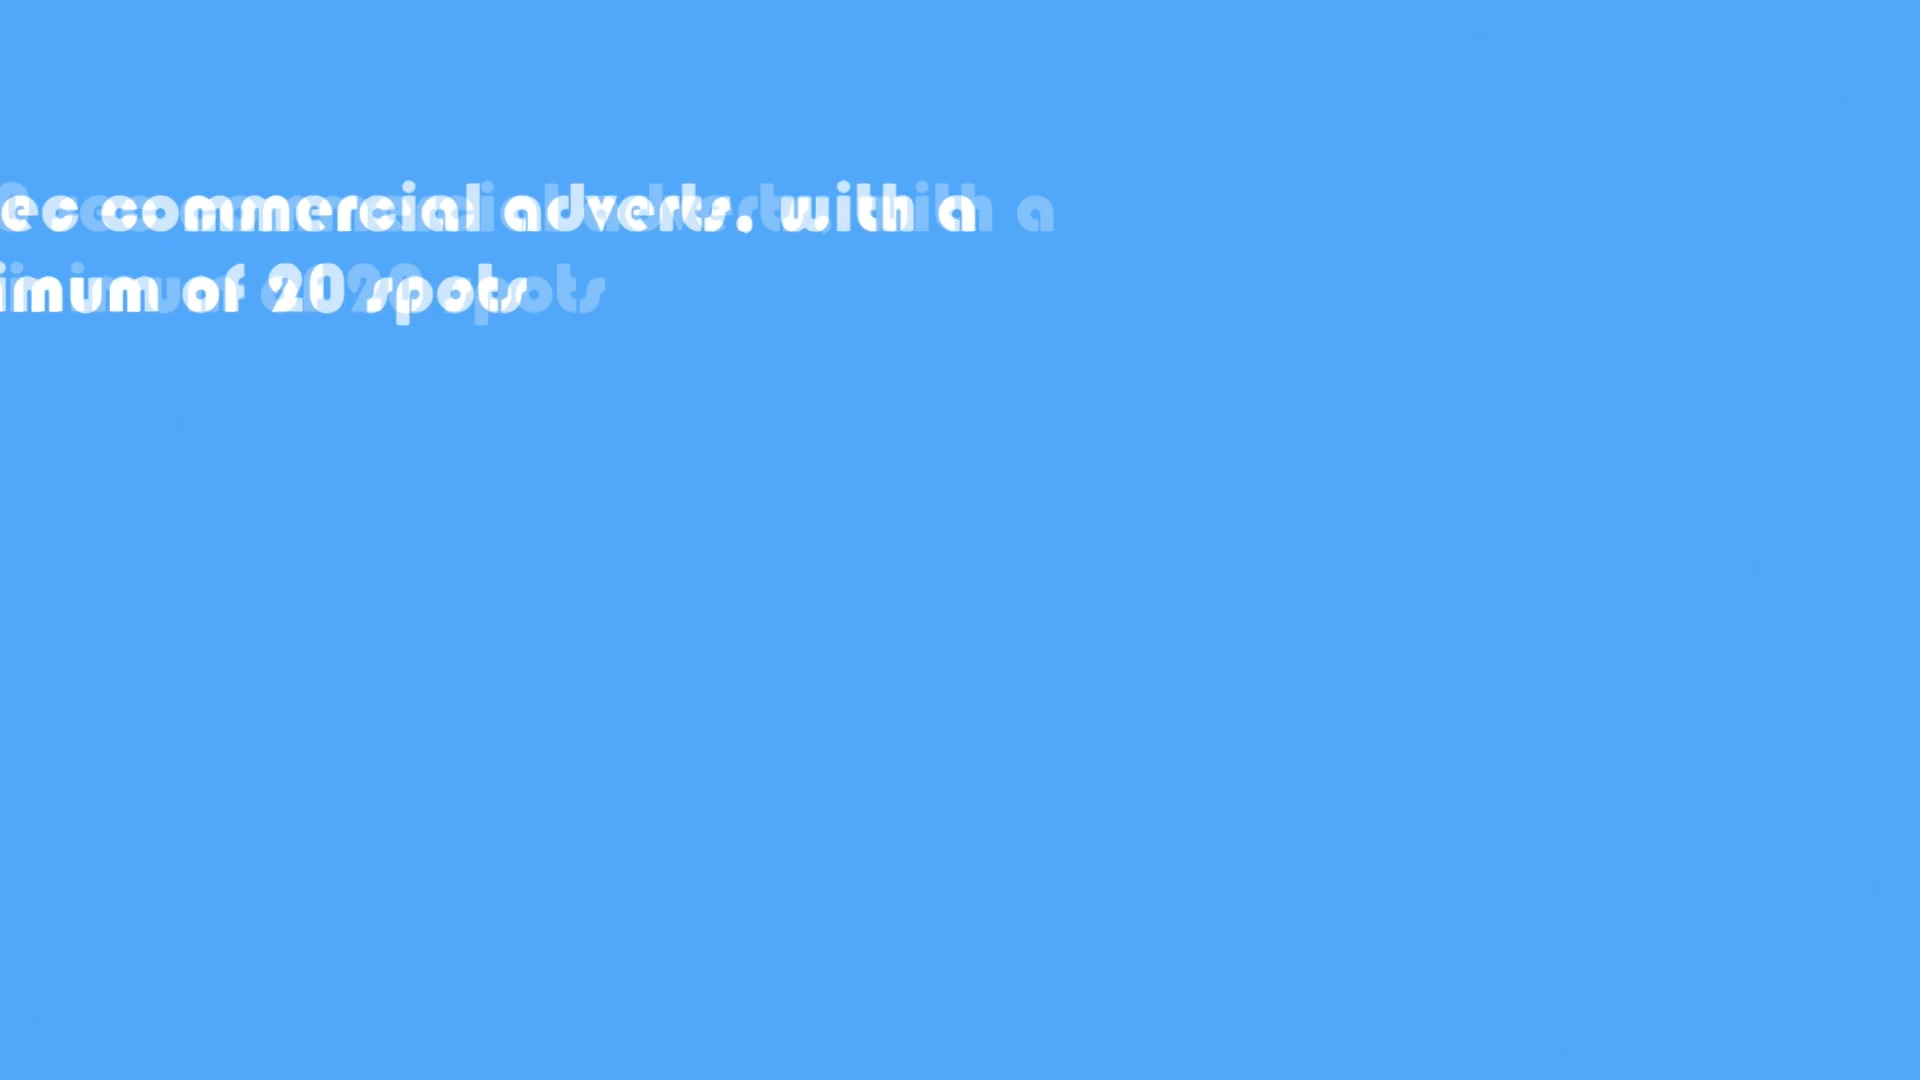 ec commercial adverts, with a
imum of 20 spots